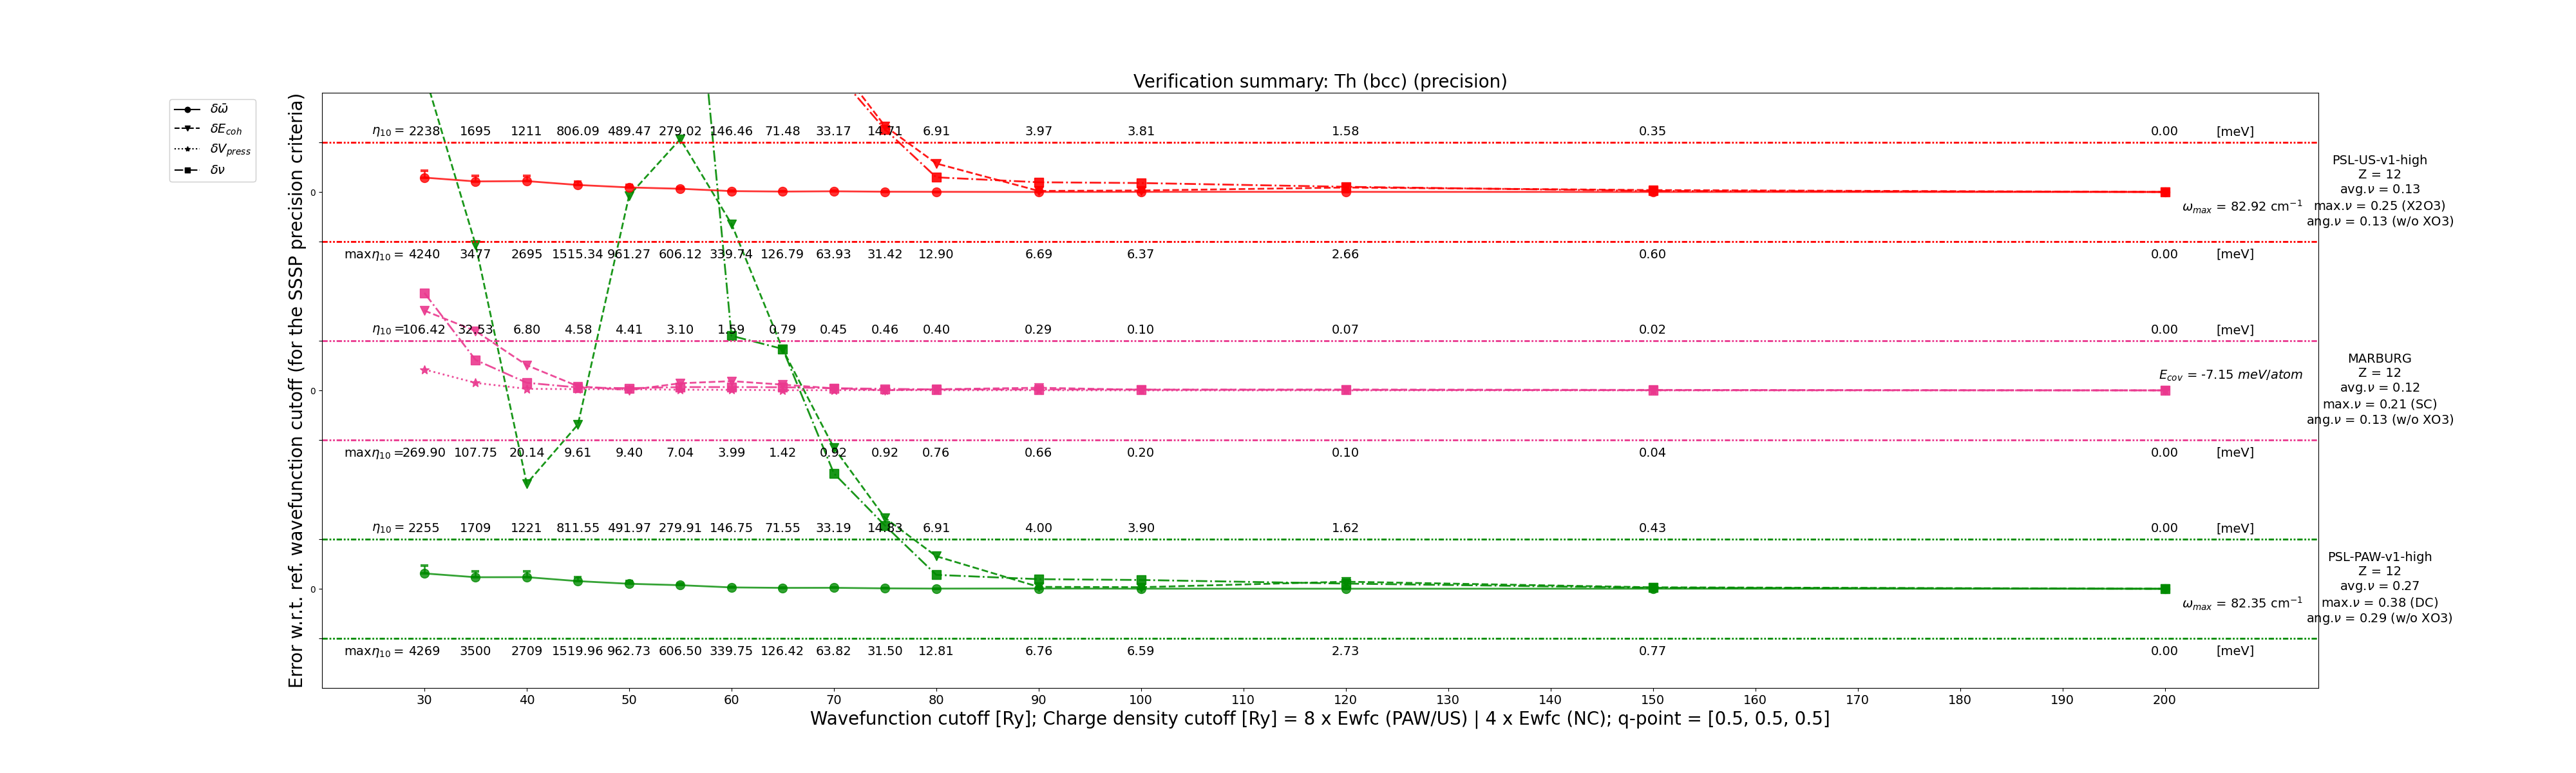 Verification summary: Th (bcc) (precision)
δω̄
δE_coh
δV_press
δν
Error w.r.t. ref. wavefunction cutoff (for the SSSP precision criteria)
η₁₀ = 2238 1695 1211 806.09 489.47 279.02 146.46 71.48 33.17 14.71 6.91 3.97 3.81 1.58 0.35 0.00 [meV]
0
ω_max = 82.92 cm⁻¹
PSL-US-v1-high
Z = 12
avg.ν = 0.13
max.ν = 0.25 (X2O3)
ang.ν = 0.13 (w/o XO3)
maxη₁₀ = 4240 3477 2695 1515.34 961.27 606.12 339.74 126.79 63.93 31.42 12.90 6.69 6.37 2.66 0.60 0.00 [meV]
η₁₀ = 106.42 32.53 6.80 4.58 4.41 3.10 1.59 0.79 0.45 0.46 0.40 0.29 0.10 0.07 0.02 0.00 [meV]
0
E_cov = -7.15 meV/atom
MARBURG
Z = 12
avg.ν = 0.12
max.ν = 0.21 (SC)
ang.ν = 0.13 (w/o XO3)
maxη₁₀ = 269.90 107.75 20.14 9.61 9.40 7.04 3.99 1.42 0.92 0.92 0.76 0.66 0.20 0.10 0.04 0.00 [meV]
η₁₀ = 2255 1709 1221 811.55 491.97 279.91 146.75 71.55 33.19 14.83 6.91 4.00 3.90 1.62 0.43 0.00 [meV]
0
ω_max = 82.35 cm⁻¹
PSL-PAW-v1-high
Z = 12
avg.ν = 0.27
max.ν = 0.38 (DC)
ang.ν = 0.29 (w/o XO3)
maxη₁₀ = 4269 3500 2709 1519.96 962.73 606.50 339.75 126.42 63.82 31.50 12.81 6.76 6.59 2.73 0.77 0.00 [meV]
30 40 50 60 70 80 90 100 110 120 130 140 150 160 170 180 190 200
Wavefunction cutoff [Ry]; Charge density cutoff [Ry] = 8 x Ewfc (PAW/US) | 4 x Ewfc (NC); q-point = [0.5, 0.5, 0.5]